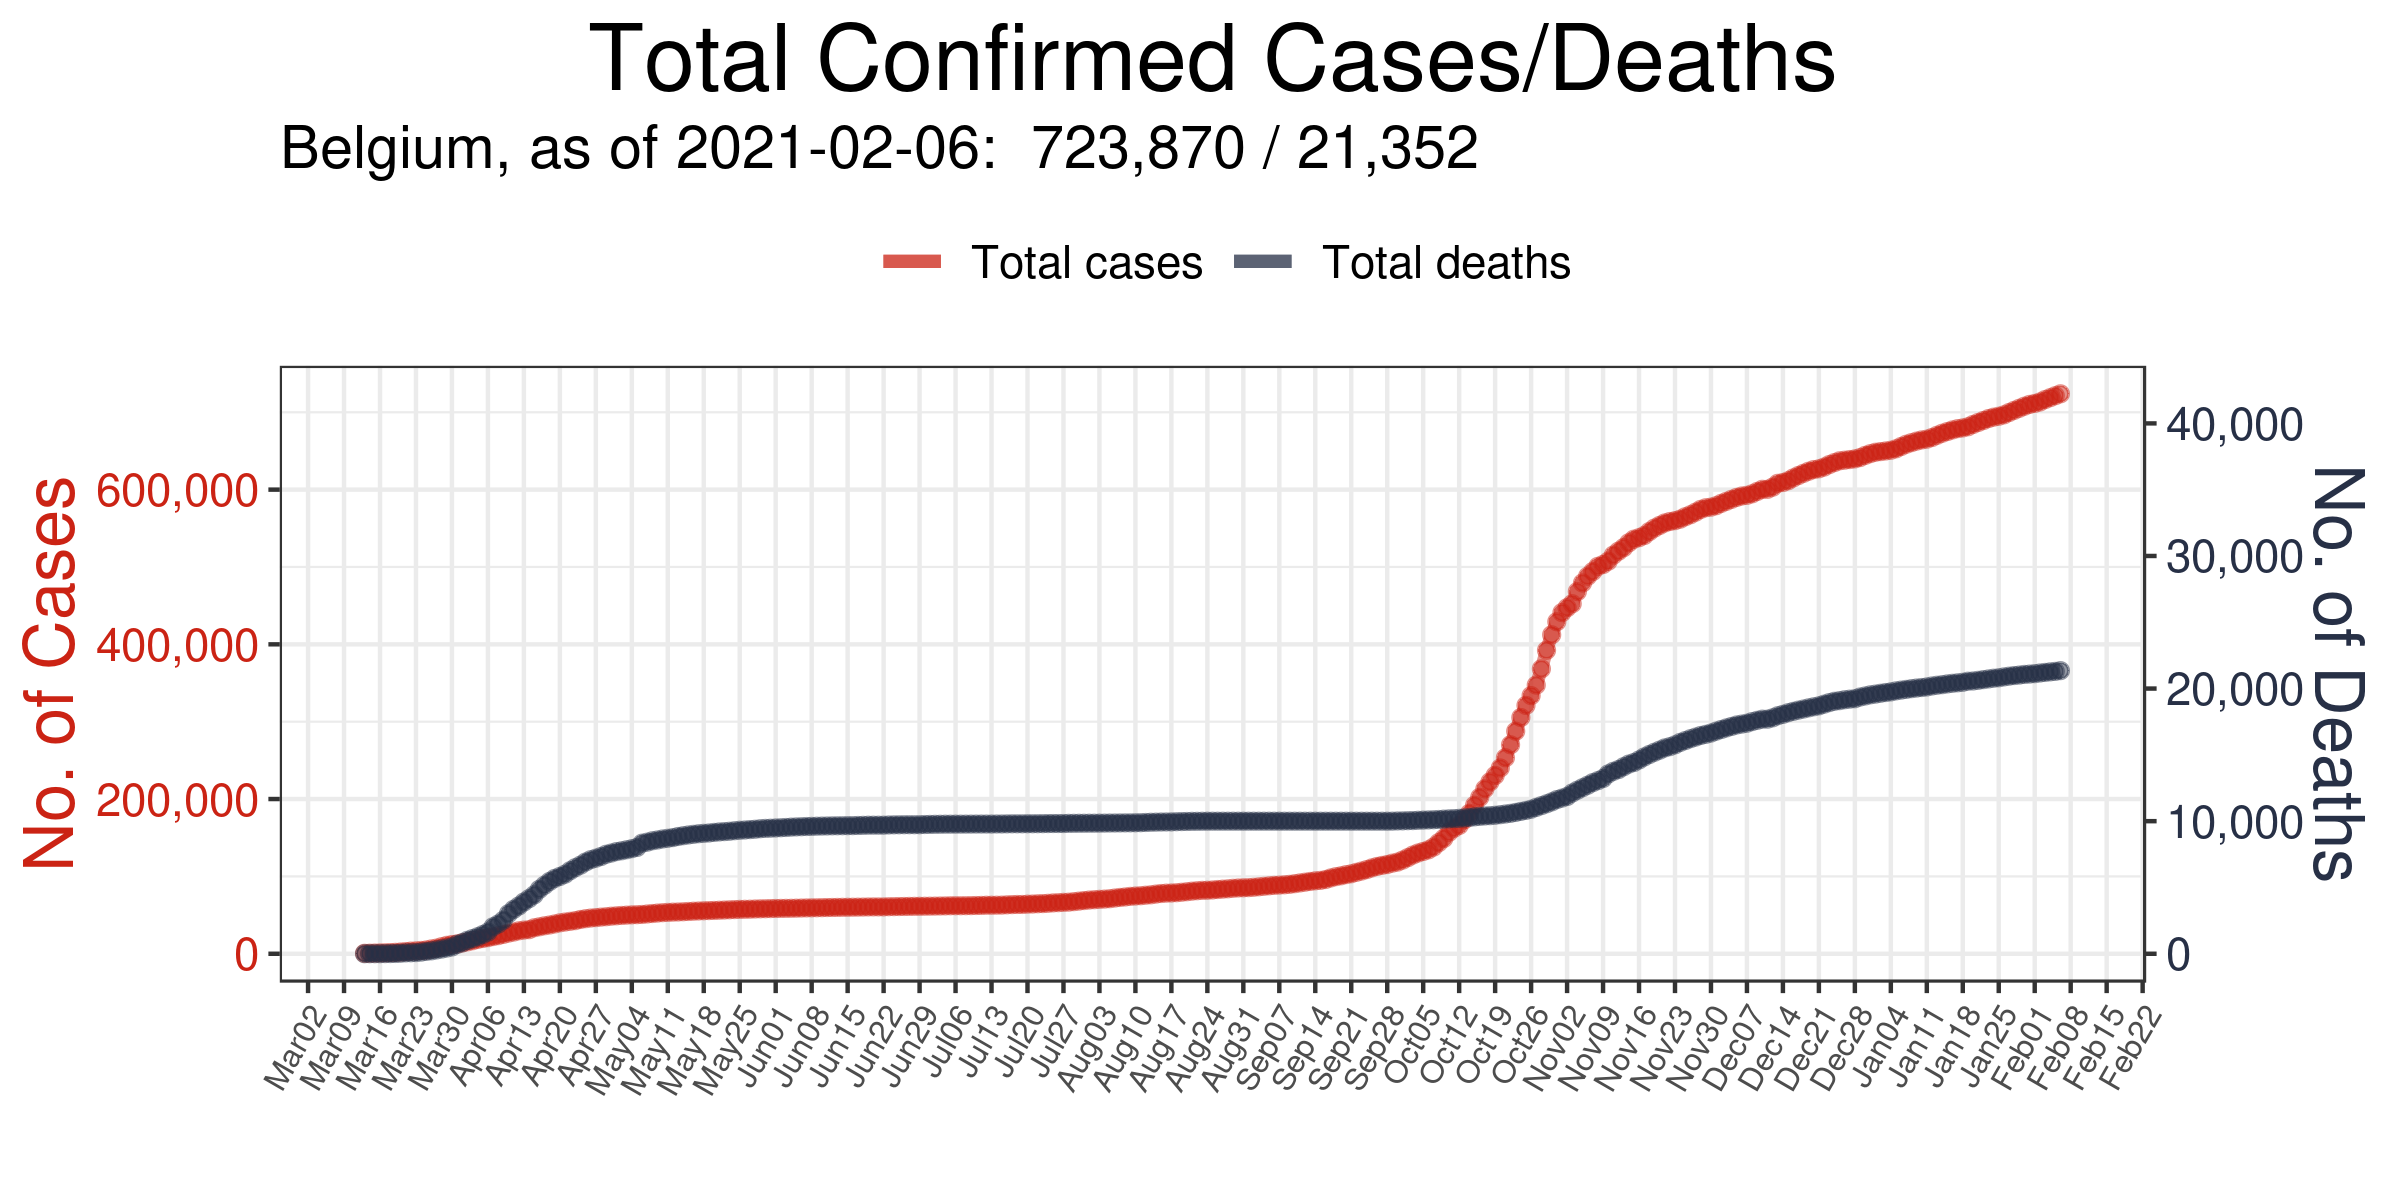 Total Confirmed Cases/Deaths
Belgium, as of 2021-02-06:  723,870 / 21,352
Total cases
Total deaths
No. of Cases
600,000
400,000
200,000
0
40,000
30,000
20,000
10,000
0
No. of Deaths
Mar02
Mar09
Mar16
Mar23
Mar30
Apr06
Apr13
Apr20
Apr27
May04
May11
May18
May25
Jun01
Jun08
Jun15
Jun22
Jun29
Jul06
Jul13
Jul20
Jul27
Aug03
Aug10
Aug17
Aug24
Aug31
Sep07
Sep14
Sep21
Sep28
Oct05
Oct12
Oct19
Oct26
Nov02
Nov09
Nov16
Nov23
Nov30
Dec07
Dec14
Dec21
Dec28
Jan04
Jan11
Jan18
Jan25
Feb01
Feb08
Feb15
Feb22